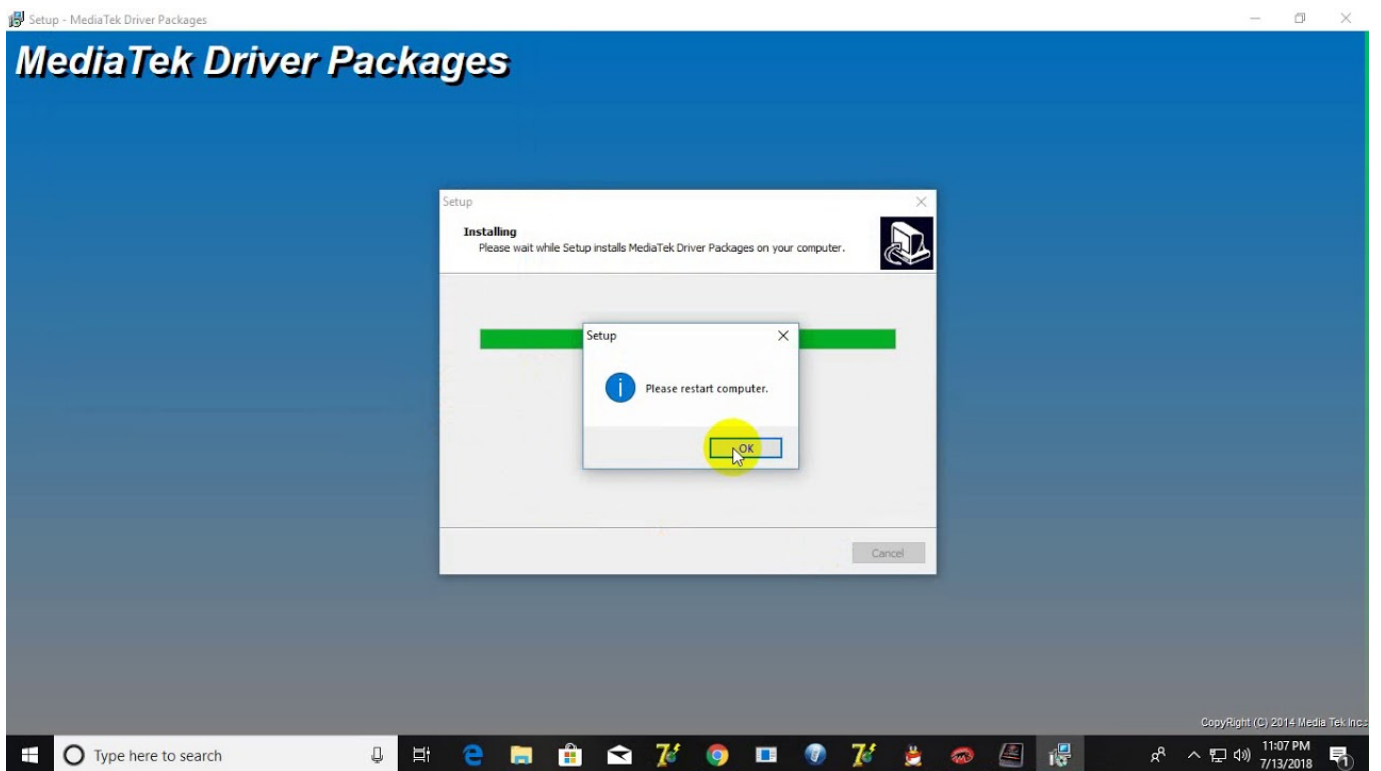 Setup - MediaTek Driver Packages
MediaTek Driver Packages
Setup
Installing
Please wait while Setup installs MediaTek Driver Packages on your computer.
Setup
Please restart computer.
OK
Cancel
CopyRight (C) 2014 Media Tek Inc.
Type here to search
11:07 PM
7/13/2018
1